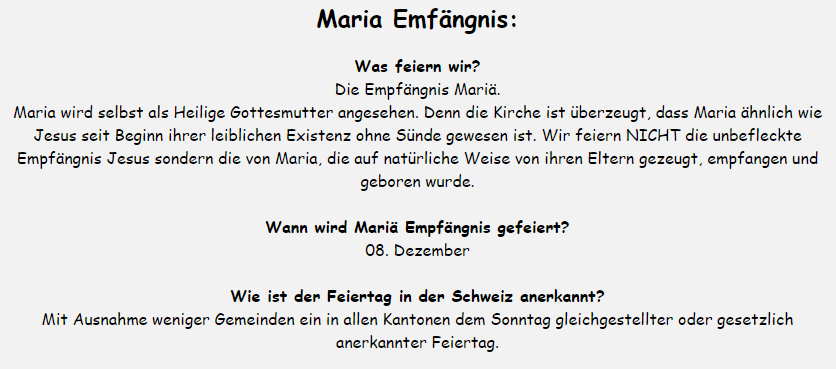 Maria Emfängnis:
Was feiern wir?
Die Empfängnis Mariä.
Maria wird selbst als Heilige Gottesmutter angesehen. Denn die Kirche ist überzeugt, dass Maria ähnlich wie
Jesus seit Beginn ihrer leiblichen Existenz ohne Sünde gewesen ist. Wir feiern NICHT die unbefleckte
Empfängnis Jesus sondern die von Maria, die auf natürliche Weise von ihren Eltern gezeugt, empfangen und
geboren wurde.
Wann wird Mariä Empfängnis gefeiert?
08. Dezember
Wie ist der Feiertag in der Schweiz anerkannt?
Mit Ausnahme weniger Gemeinden ein in allen Kantonen dem Sonntag gleichgestellter oder gesetzlich
anerkannter Feiertag.